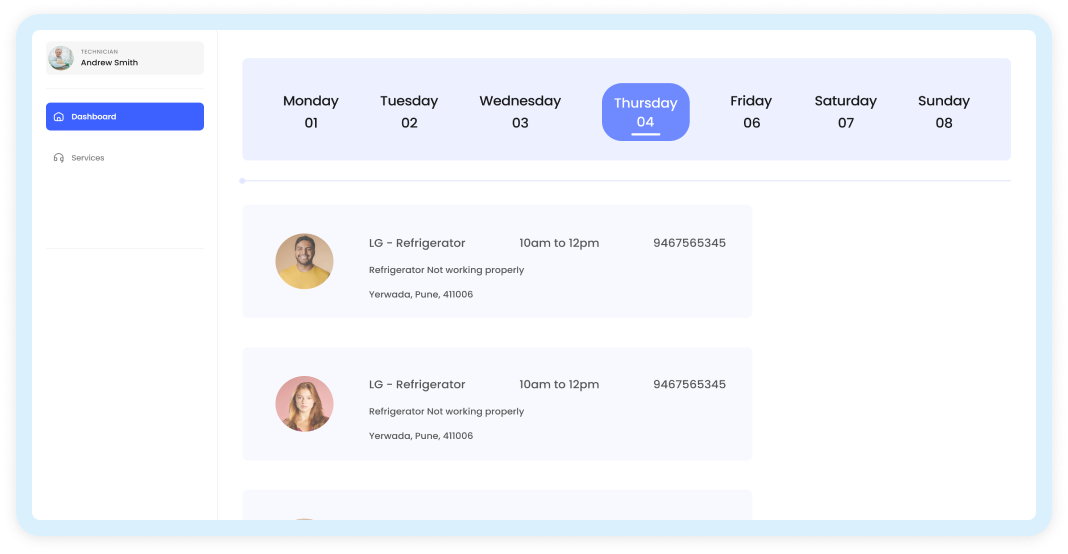 TECHNICIAN
Andrew Smith
Dashboard
Services
Monday Tuesday Wednesday Thursday Friday Saturday Sunday
01 02 03 04 06 07 08
LG - Refrigerator 10am to 12pm 9467565345
Refrigerator Not working properly
Yerwada, Pune, 411006
LG - Refrigerator 10am to 12pm 9467565345
Refrigerator Not working properly
Yerwada, Pune, 411006